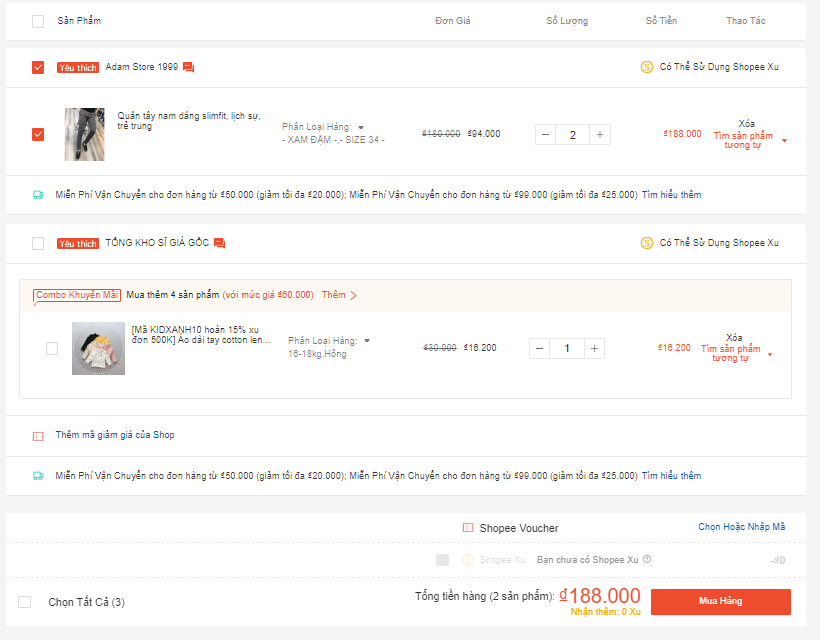 Sản Phẩm Đơn Giá Số Lượng Số Tiền Thao Tác
Yêu thích Adam Store 1999 Có Thể Sử Dụng Shopee Xu
Quần tây nam dáng slimfit, lịch sự,
trẻ trung
Phân Loại Hàng:
- XÁM ĐẬM -,- SIZE 34 -
₫180.000 ₫94.000 − 2 + ₫188.000
Xóa
Tìm sản phẩm
tương tự
Miễn Phí Vận Chuyển cho đơn hàng từ ₫50.000 (giảm tối đa ₫20.000); Miễn Phí Vận Chuyển cho đơn hàng từ ₫99.000 (giảm tối đa ₫25.000) Tìm hiểu thêm
Yêu thích TỔNG KHO SỈ GIÁ GỐC Có Thể Sử Dụng Shopee Xu
Combo Khuyến Mãi Mua thêm 4 sản phẩm (với mức giá ₫60.000) Thêm
[Mã KIDXANH10 hoàn 15% xu
đơn 500K] Áo dài tay cotton len...
Phân Loại Hàng:
16-18kg,Hồng
₫30.000 ₫16.200 − 1 + ₫16.200
Xóa
Tìm sản phẩm
tương tự
Thêm mã giảm giá của Shop
Miễn Phí Vận Chuyển cho đơn hàng từ ₫50.000 (giảm tối đa ₫20.000); Miễn Phí Vận Chuyển cho đơn hàng từ ₫99.000 (giảm tối đa ₫25.000) Tìm hiểu thêm
Shopee Voucher Chọn Hoặc Nhập Mã
Shopee Xu Bạn chưa có Shopee Xu -₫0
Chọn Tất Cả (3) Tổng tiền hàng (2 sản phẩm): ₫188.000 Mua Hàng
Nhận thêm: 0 Xu